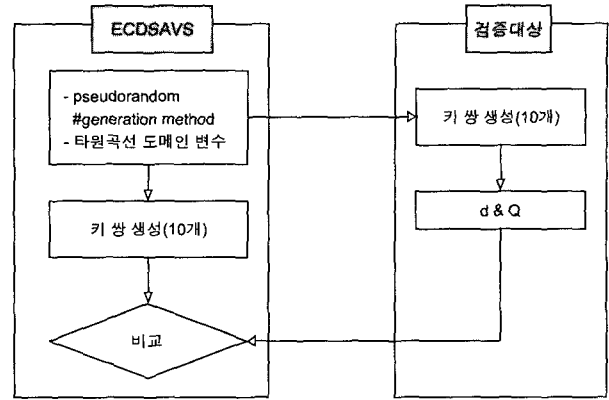 ECDSAVS
- pseudorandom
#generation method
- 타원곡선 도메인 변수
키 쌍 생성(10개)
비교
검증대상
키 쌍 생성(10개)
d & Q